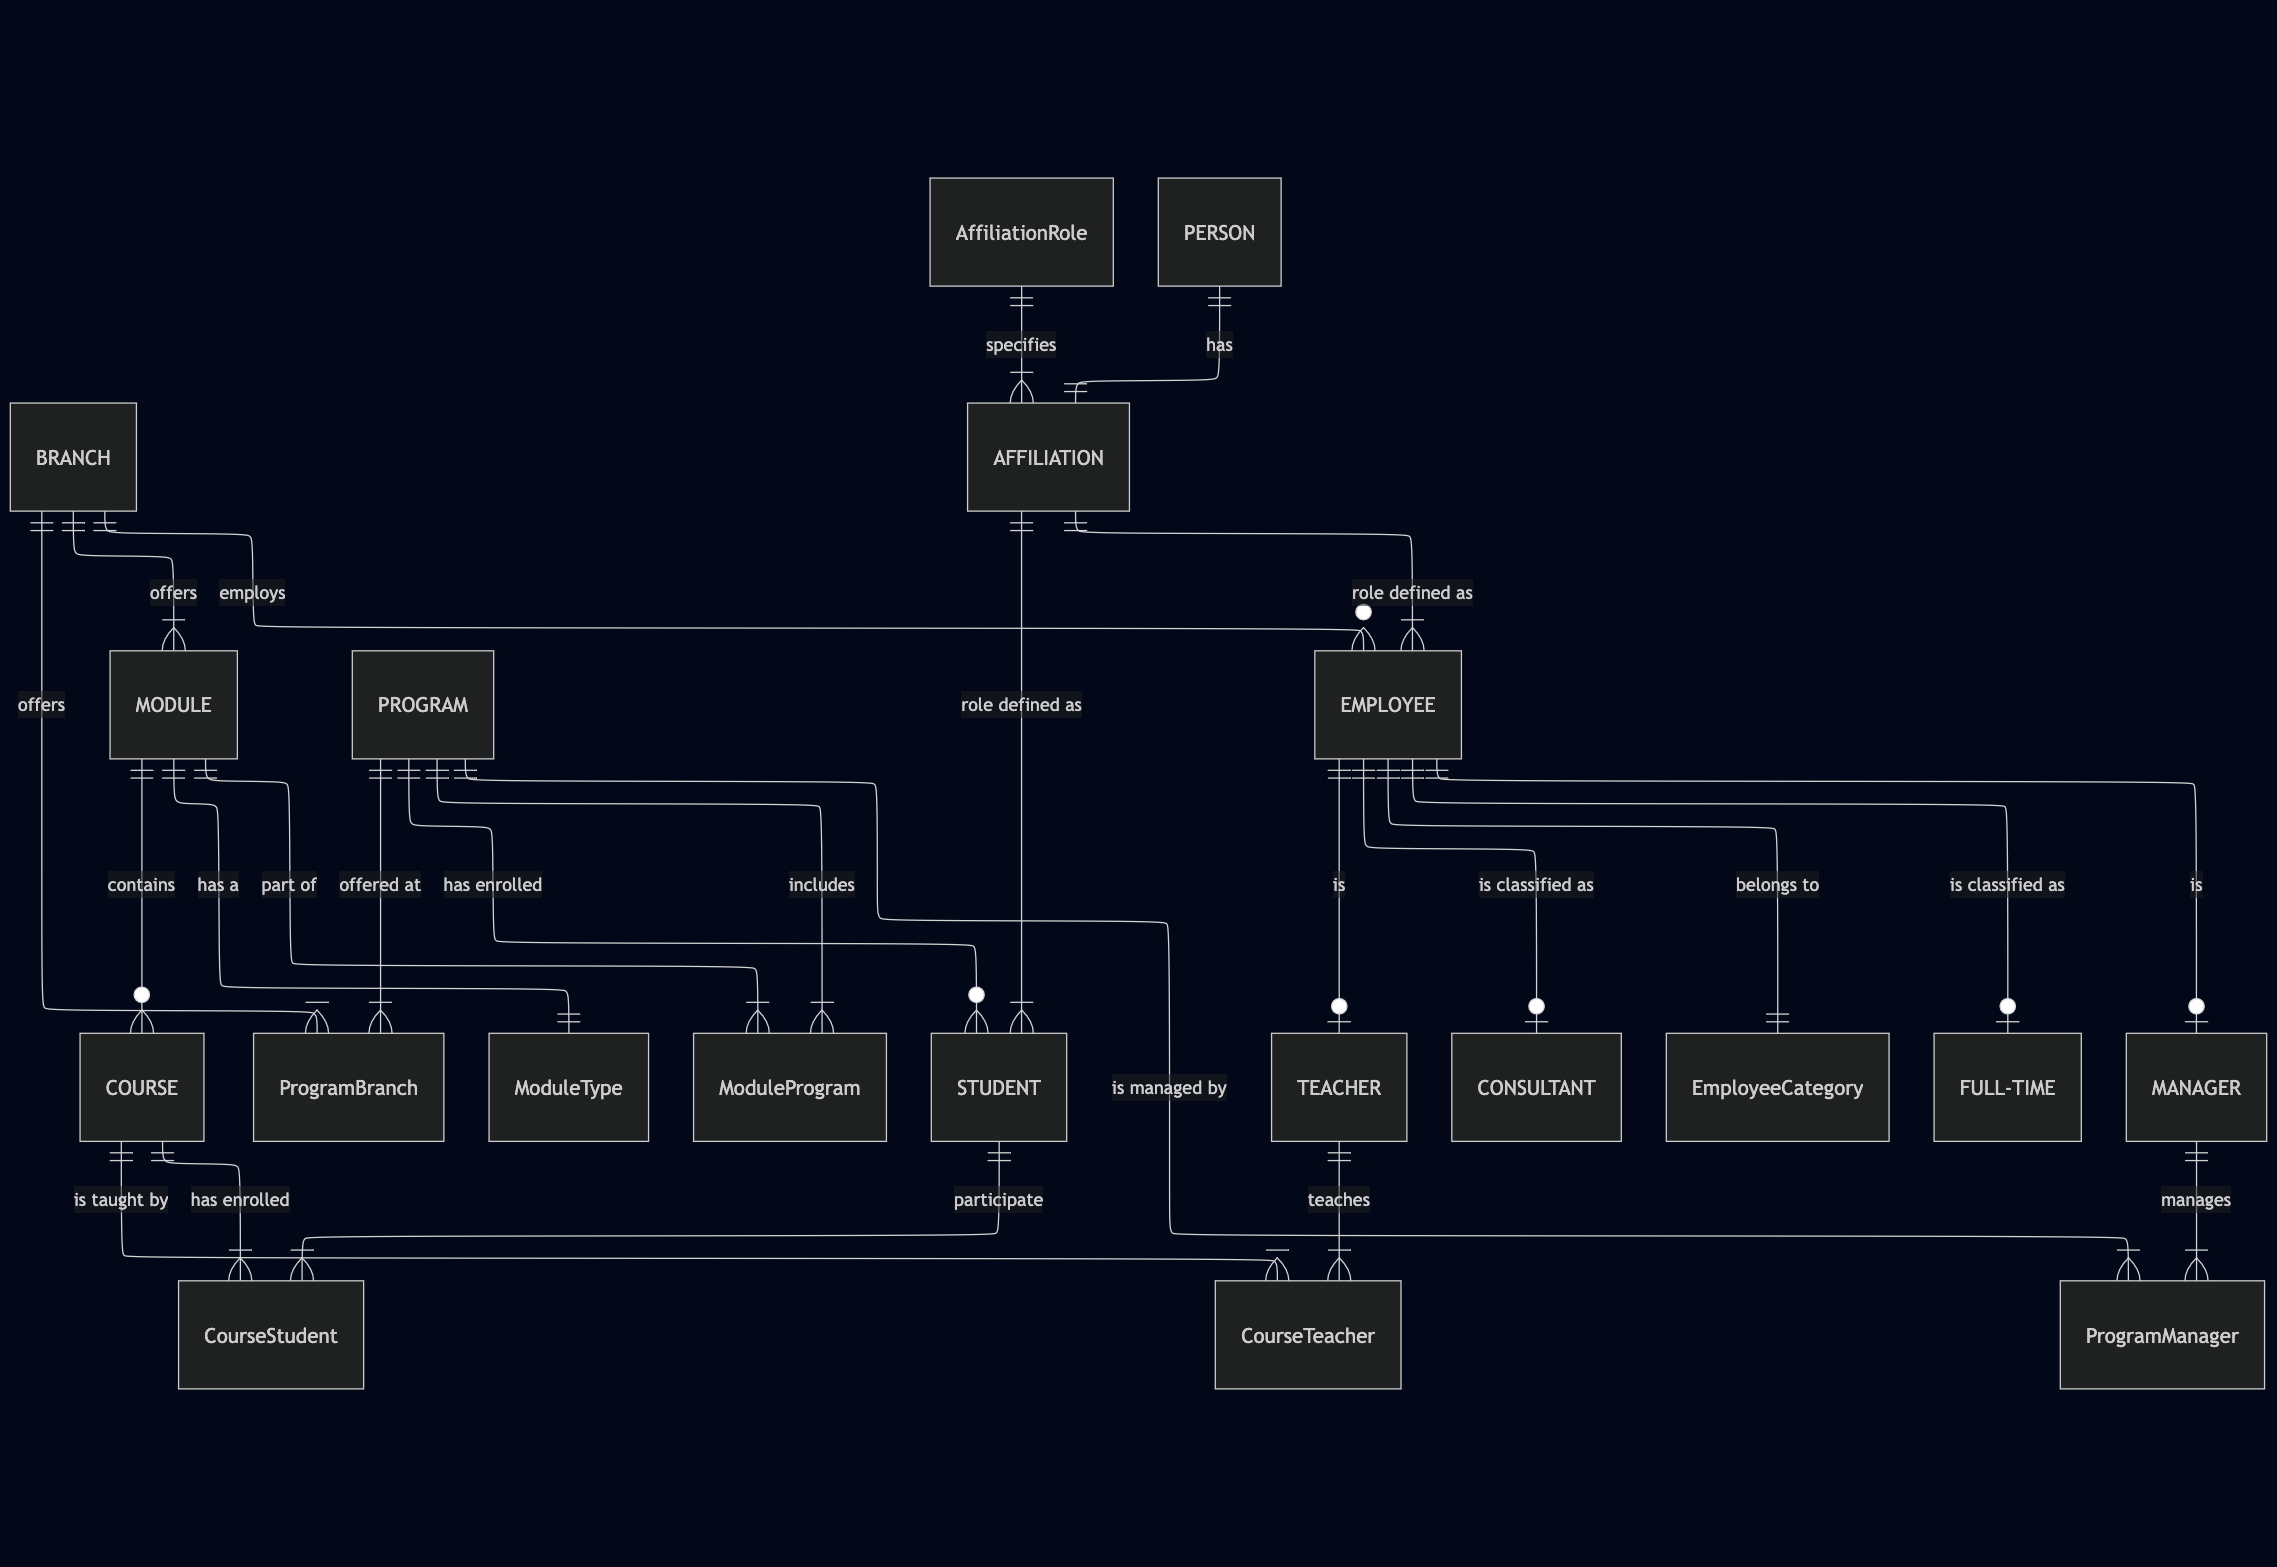 AffiliationRole
PERSON
specifies
has
BRANCH
AFFILIATION
offers
employs
role defined as
offers
MODULE
PROGRAM
role defined as
EMPLOYEE
contains
has a
part of
offered at
has enrolled
includes
is
is classified as
belongs to
is classified as
is
COURSE
ProgramBranch
ModuleType
ModuleProgram
STUDENT
is managed by
TEACHER
CONSULTANT
EmployeeCategory
FULL-TIME
MANAGER
is taught by
has enrolled
participate
teaches
manages
CourseStudent
CourseTeacher
ProgramManager